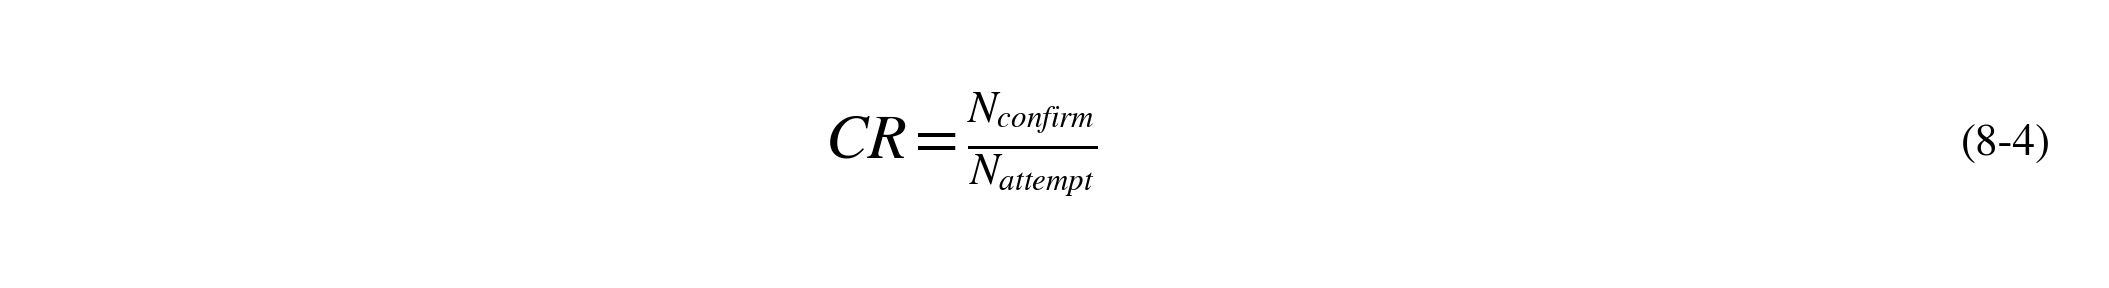 CR = N_confirm / N_attempt (8-4)